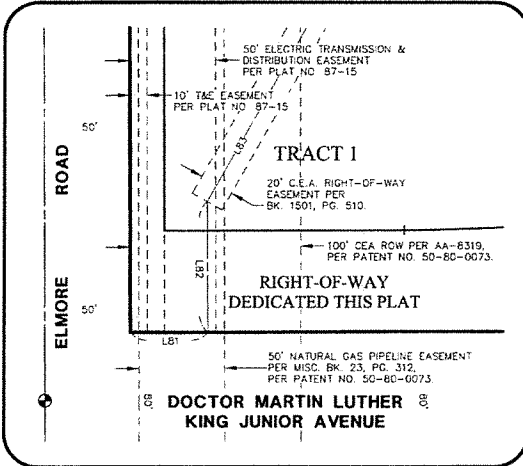 50' ELECTRIC TRANSMISSION &
DISTRIBUTION EASEMENT
PER PLAT NO 87-15
10' T&E EASEMENT
PER PLAT NO 87-15
50'
ROAD
L83
TRACT 1
20' C.E.A. RIGHT-OF-WAY
EASEMENT PER
BK. 1501, PG. 510.
100' CEA ROW PER AA-8319,
PER PATENT NO. 50-80-0073.
L82
RIGHT-OF-WAY
DEDICATED THIS PLAT
50'
ELMORE
L81
50' NATURAL GAS PIPELINE EASEMENT
PER MISC. BK. 23, PG. 312,
PER PATENT NO. 50-80-0073.
DOCTOR MARTIN LUTHER
KING JUNIOR AVENUE